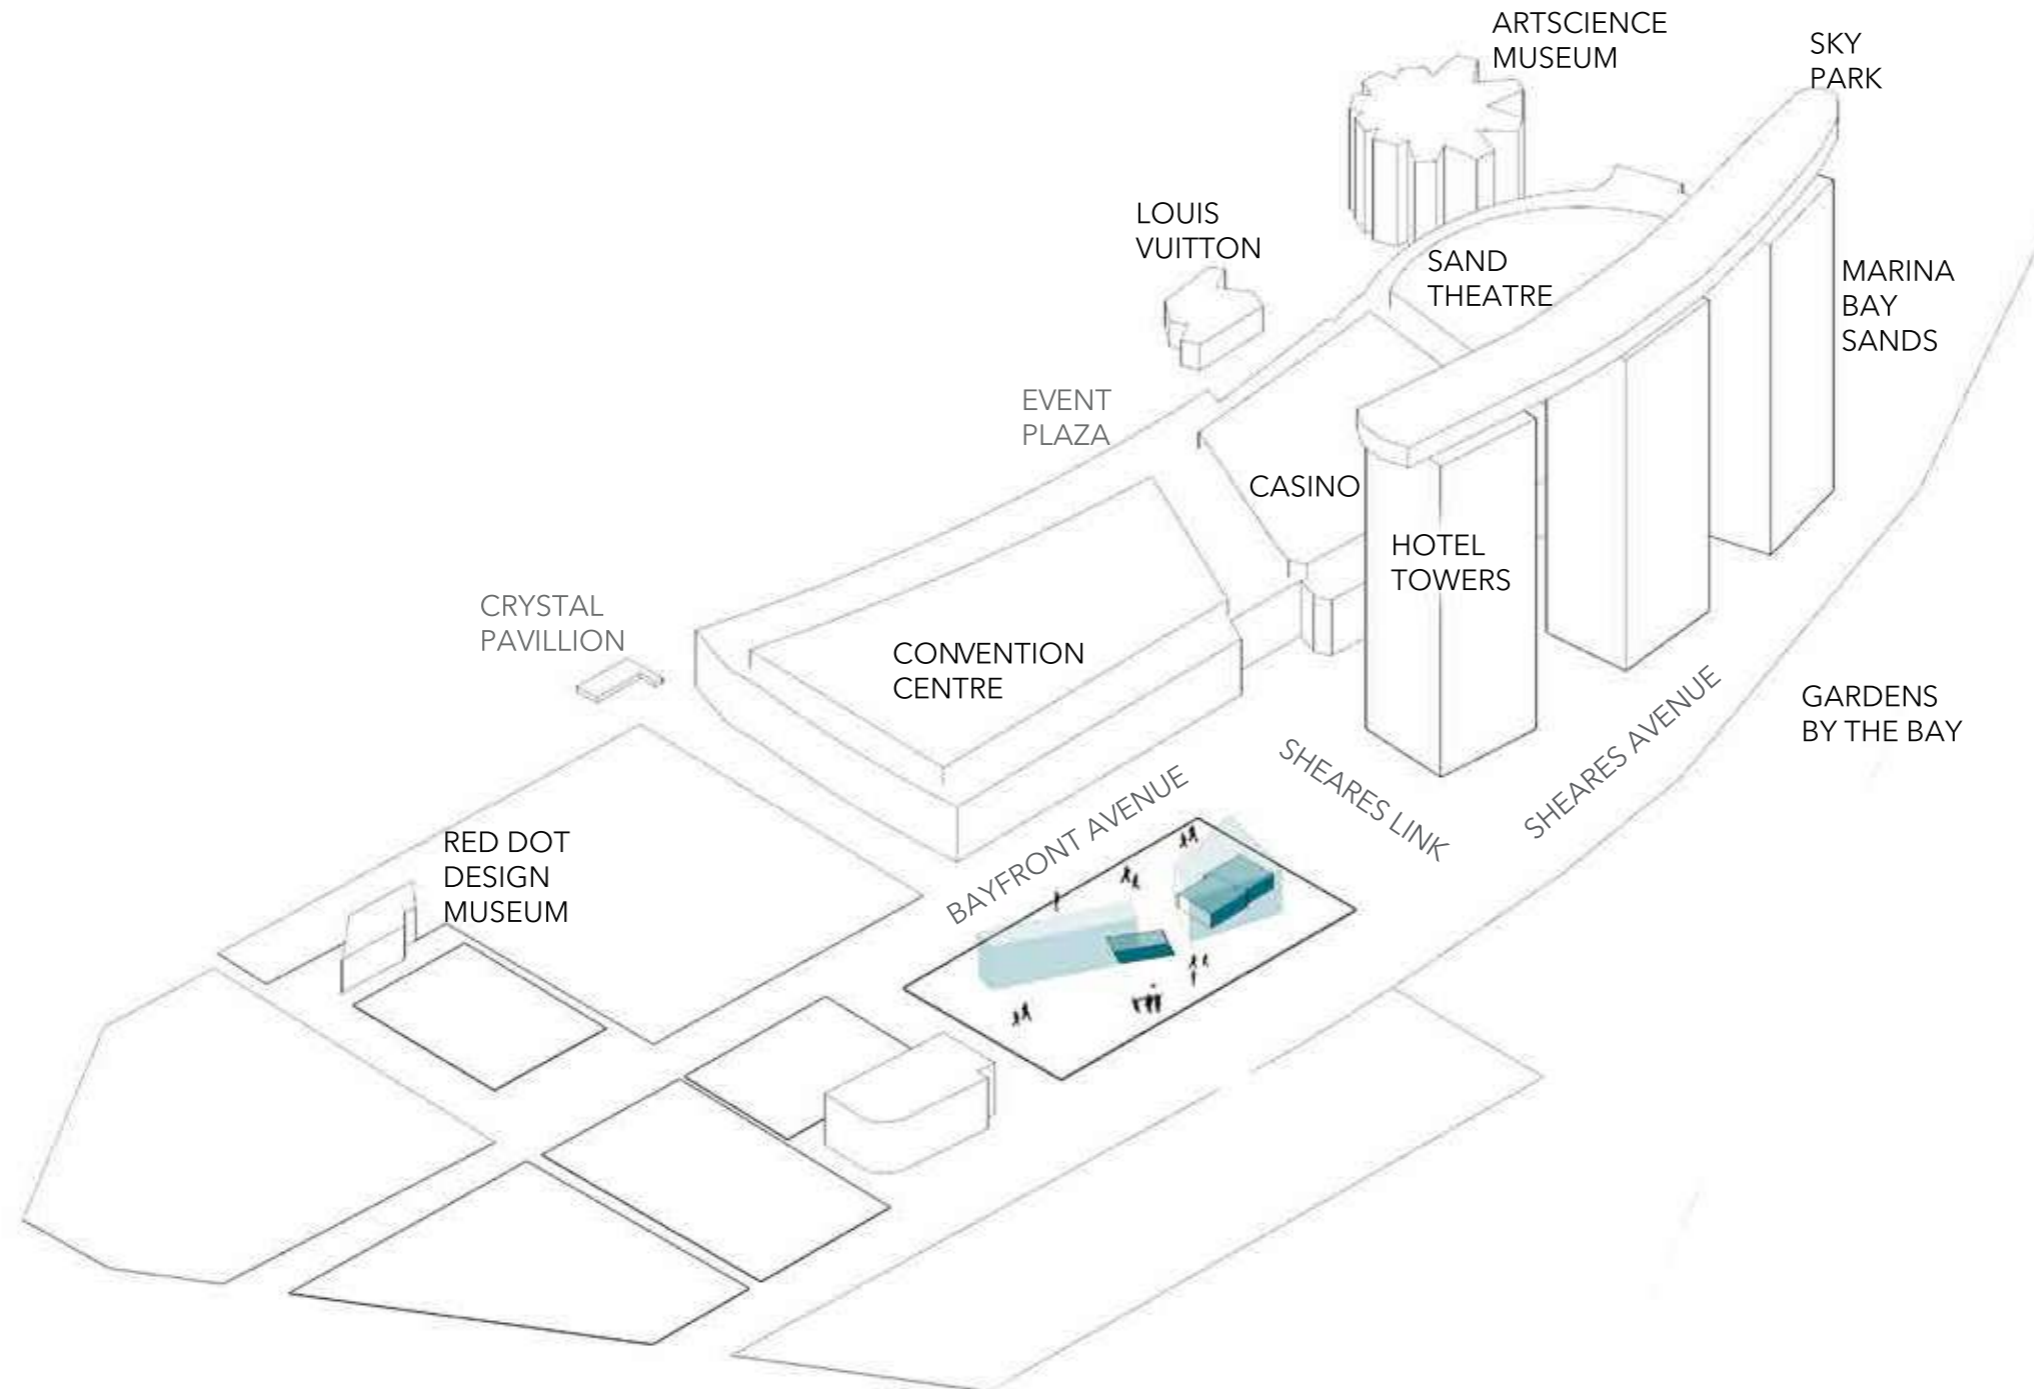 ARTSCIENCE
MUSEUM
SKY
PARK
LOUIS
VUITTON
SAND
THEATRE
MARINA
BAY
SANDS
EVENT
PLAZA
CASINO
HOTEL
TOWERS
CRYSTAL
PAVILLION
CONVENTION
CENTRE
GARDENS
BY THE BAY
SHEARES AVENUE
SHEARES LINK
BAYFRONT AVENUE
RED DOT
DESIGN
MUSEUM